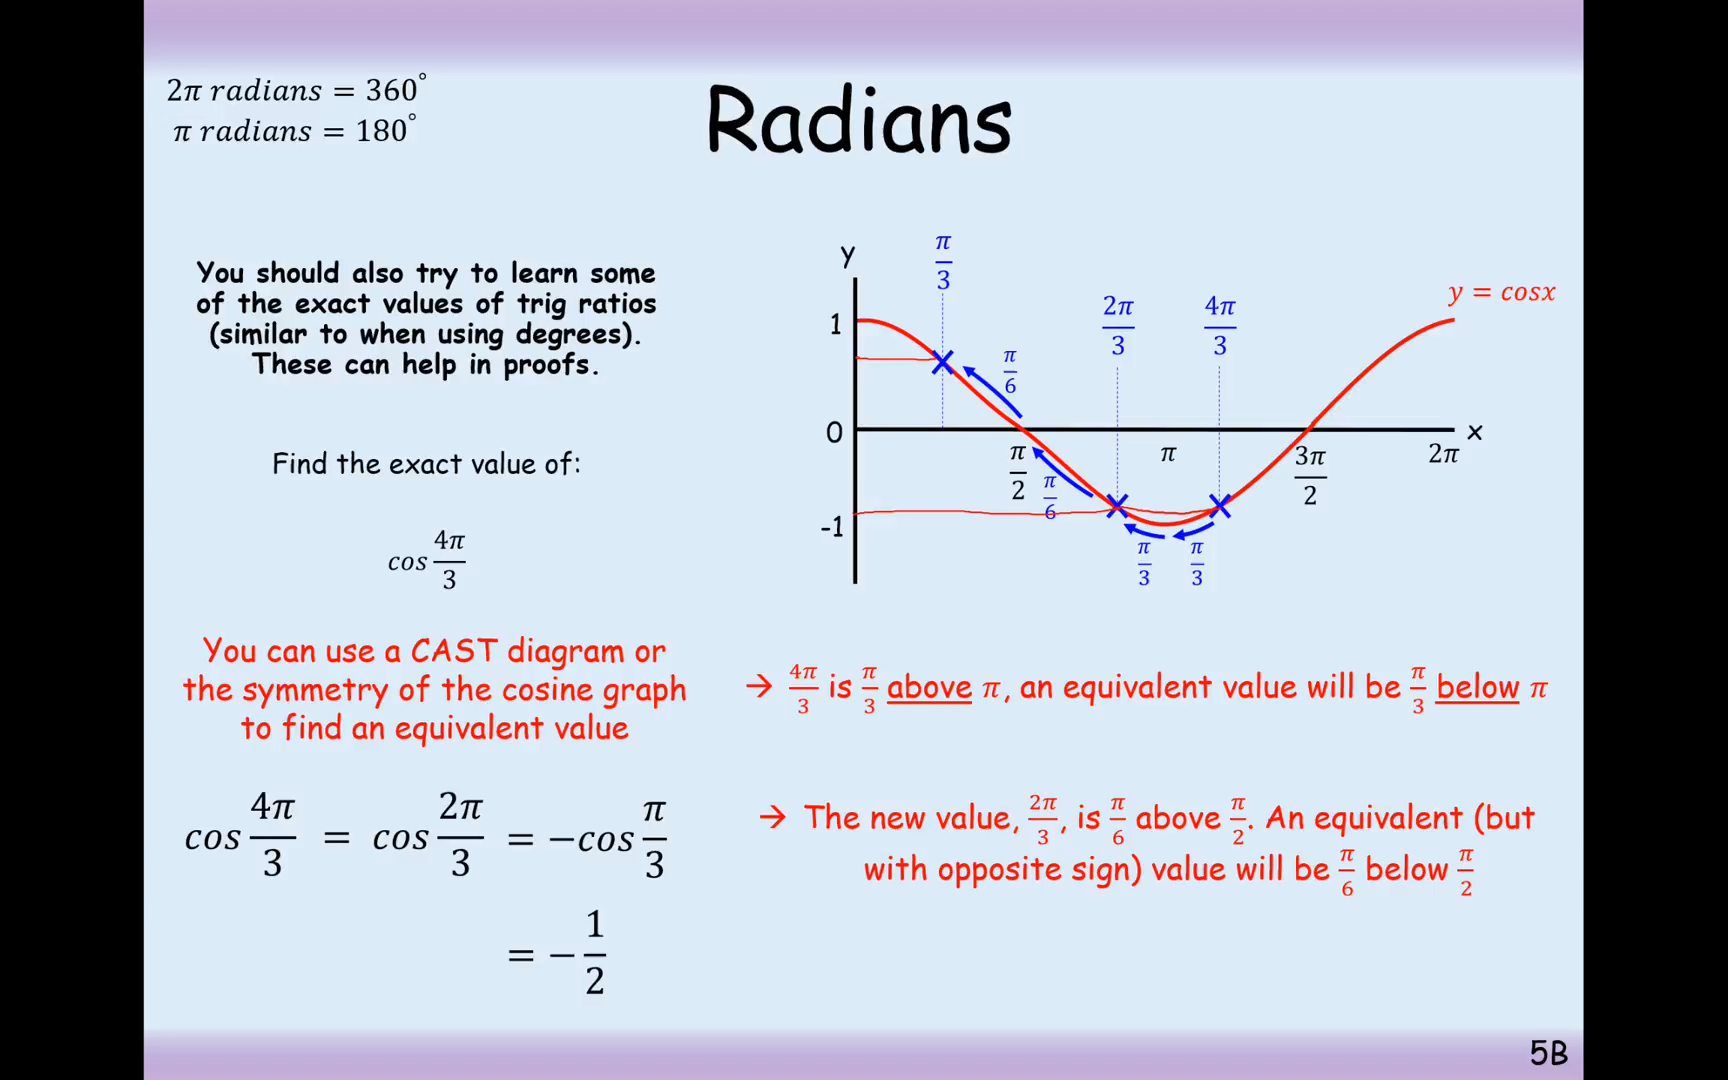 2π radians = 360°
π radians = 180°
Radians
You should also try to learn some
of the exact values of trig ratios
(similar to when using degrees).
These can help in proofs.
Find the exact value of:
cos 4π/3
You can use a CAST diagram or
the symmetry of the cosine graph
to find an equivalent value
cos 4π/3 = cos 2π/3 = −cos π/3
= − 1/2
y
π/3
2π/3
4π/3
y = cosx
1
π/6
0
x
π/2
π
3π/2
2π
π/6
-1
π/3
π/3
→ 4π/3 is π/3 above π, an equivalent value will be π/3 below π
→ The new value, 2π/3, is π/6 above π/2. An equivalent (but
with opposite sign) value will be π/6 below π/2
5B